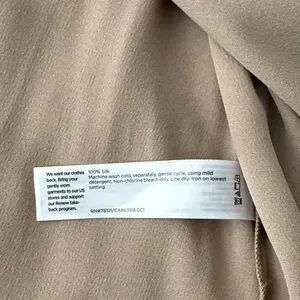 We want our clothes
back. Bring your
gently worn
garments to our US
stores and support
our Renew take-
back program.
100% Silk
Machine wash cold, separately, gentle cycle, using mild
detergent. Non-chlorine bleach only. Line dry. Iron on lowest
setting